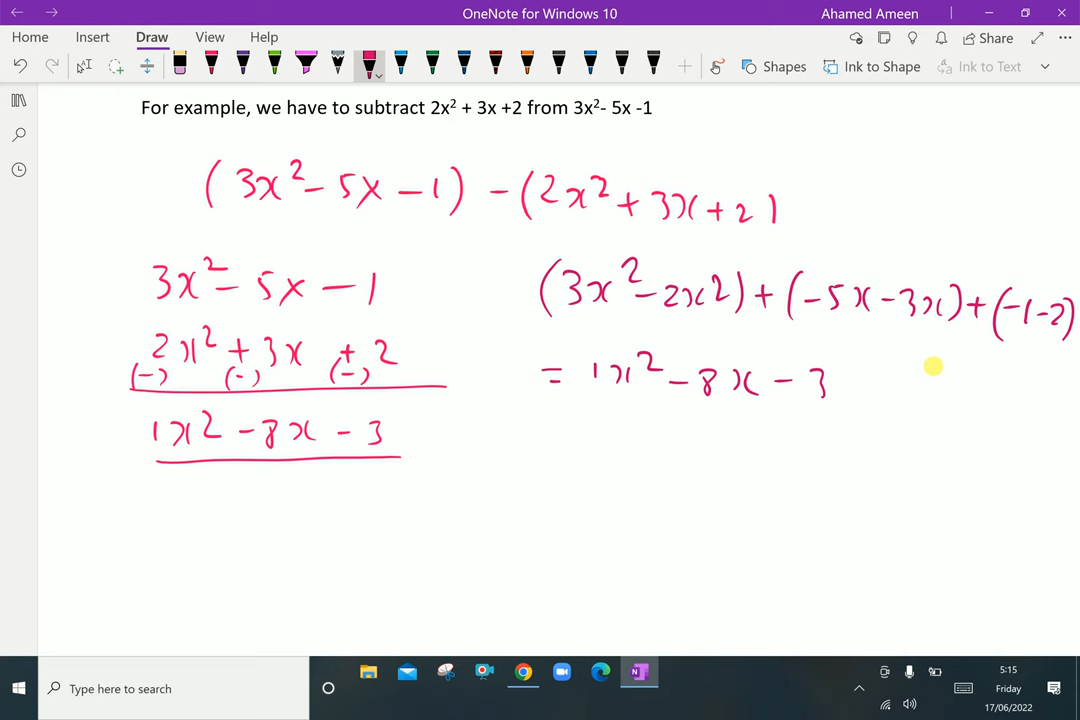 OneNote for Windows 10
Ahamed Ameen
Home Insert Draw View Help
Share
Shapes Ink to Shape Ink to Text
For example, we have to subtract 2x² + 3x +2 from 3x²- 5x -1
(3x² - 5x - 1) - (2x² + 3x + 2)
3x² - 5x - 1
2x² + 3x + 2
(-) (-) (-)
1x² - 8x - 3
(3x² - 2x2) + (-5x - 3x) + (-1-2)
= 1x² - 8x - 3
Type here to search
5:15
Friday
17/06/2022